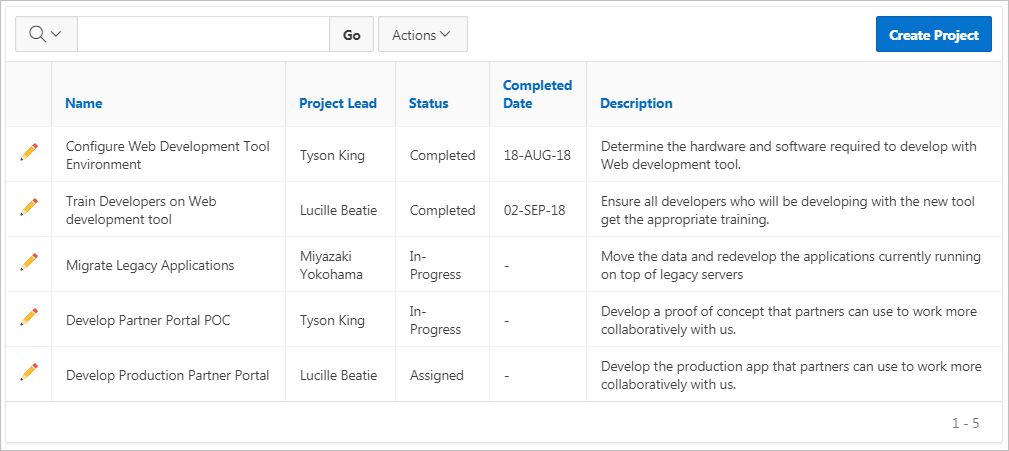 Go
Actions
Create Project
Name
Project Lead
Status
Completed
Date
Description
Configure Web Development Tool
Environment
Tyson King
Completed
18-AUG-18
Determine the hardware and software required to develop with
Web development tool.
Train Developers on Web
development tool
Lucille Beatie
Completed
02-SEP-18
Ensure all developers who will be developing with the new tool
get the appropriate training.
Migrate Legacy Applications
Miyazaki
Yokohama
In-
Progress
-
Move the data and redevelop the applications currently running
on top of legacy servers
Develop Partner Portal POC
Tyson King
In-
Progress
-
Develop a proof of concept that partners can use to work more
collaboratively with us.
Develop Production Partner Portal
Lucille Beatie
Assigned
-
Develop the production app that partners can use to work more
collaboratively with us.
1 - 5